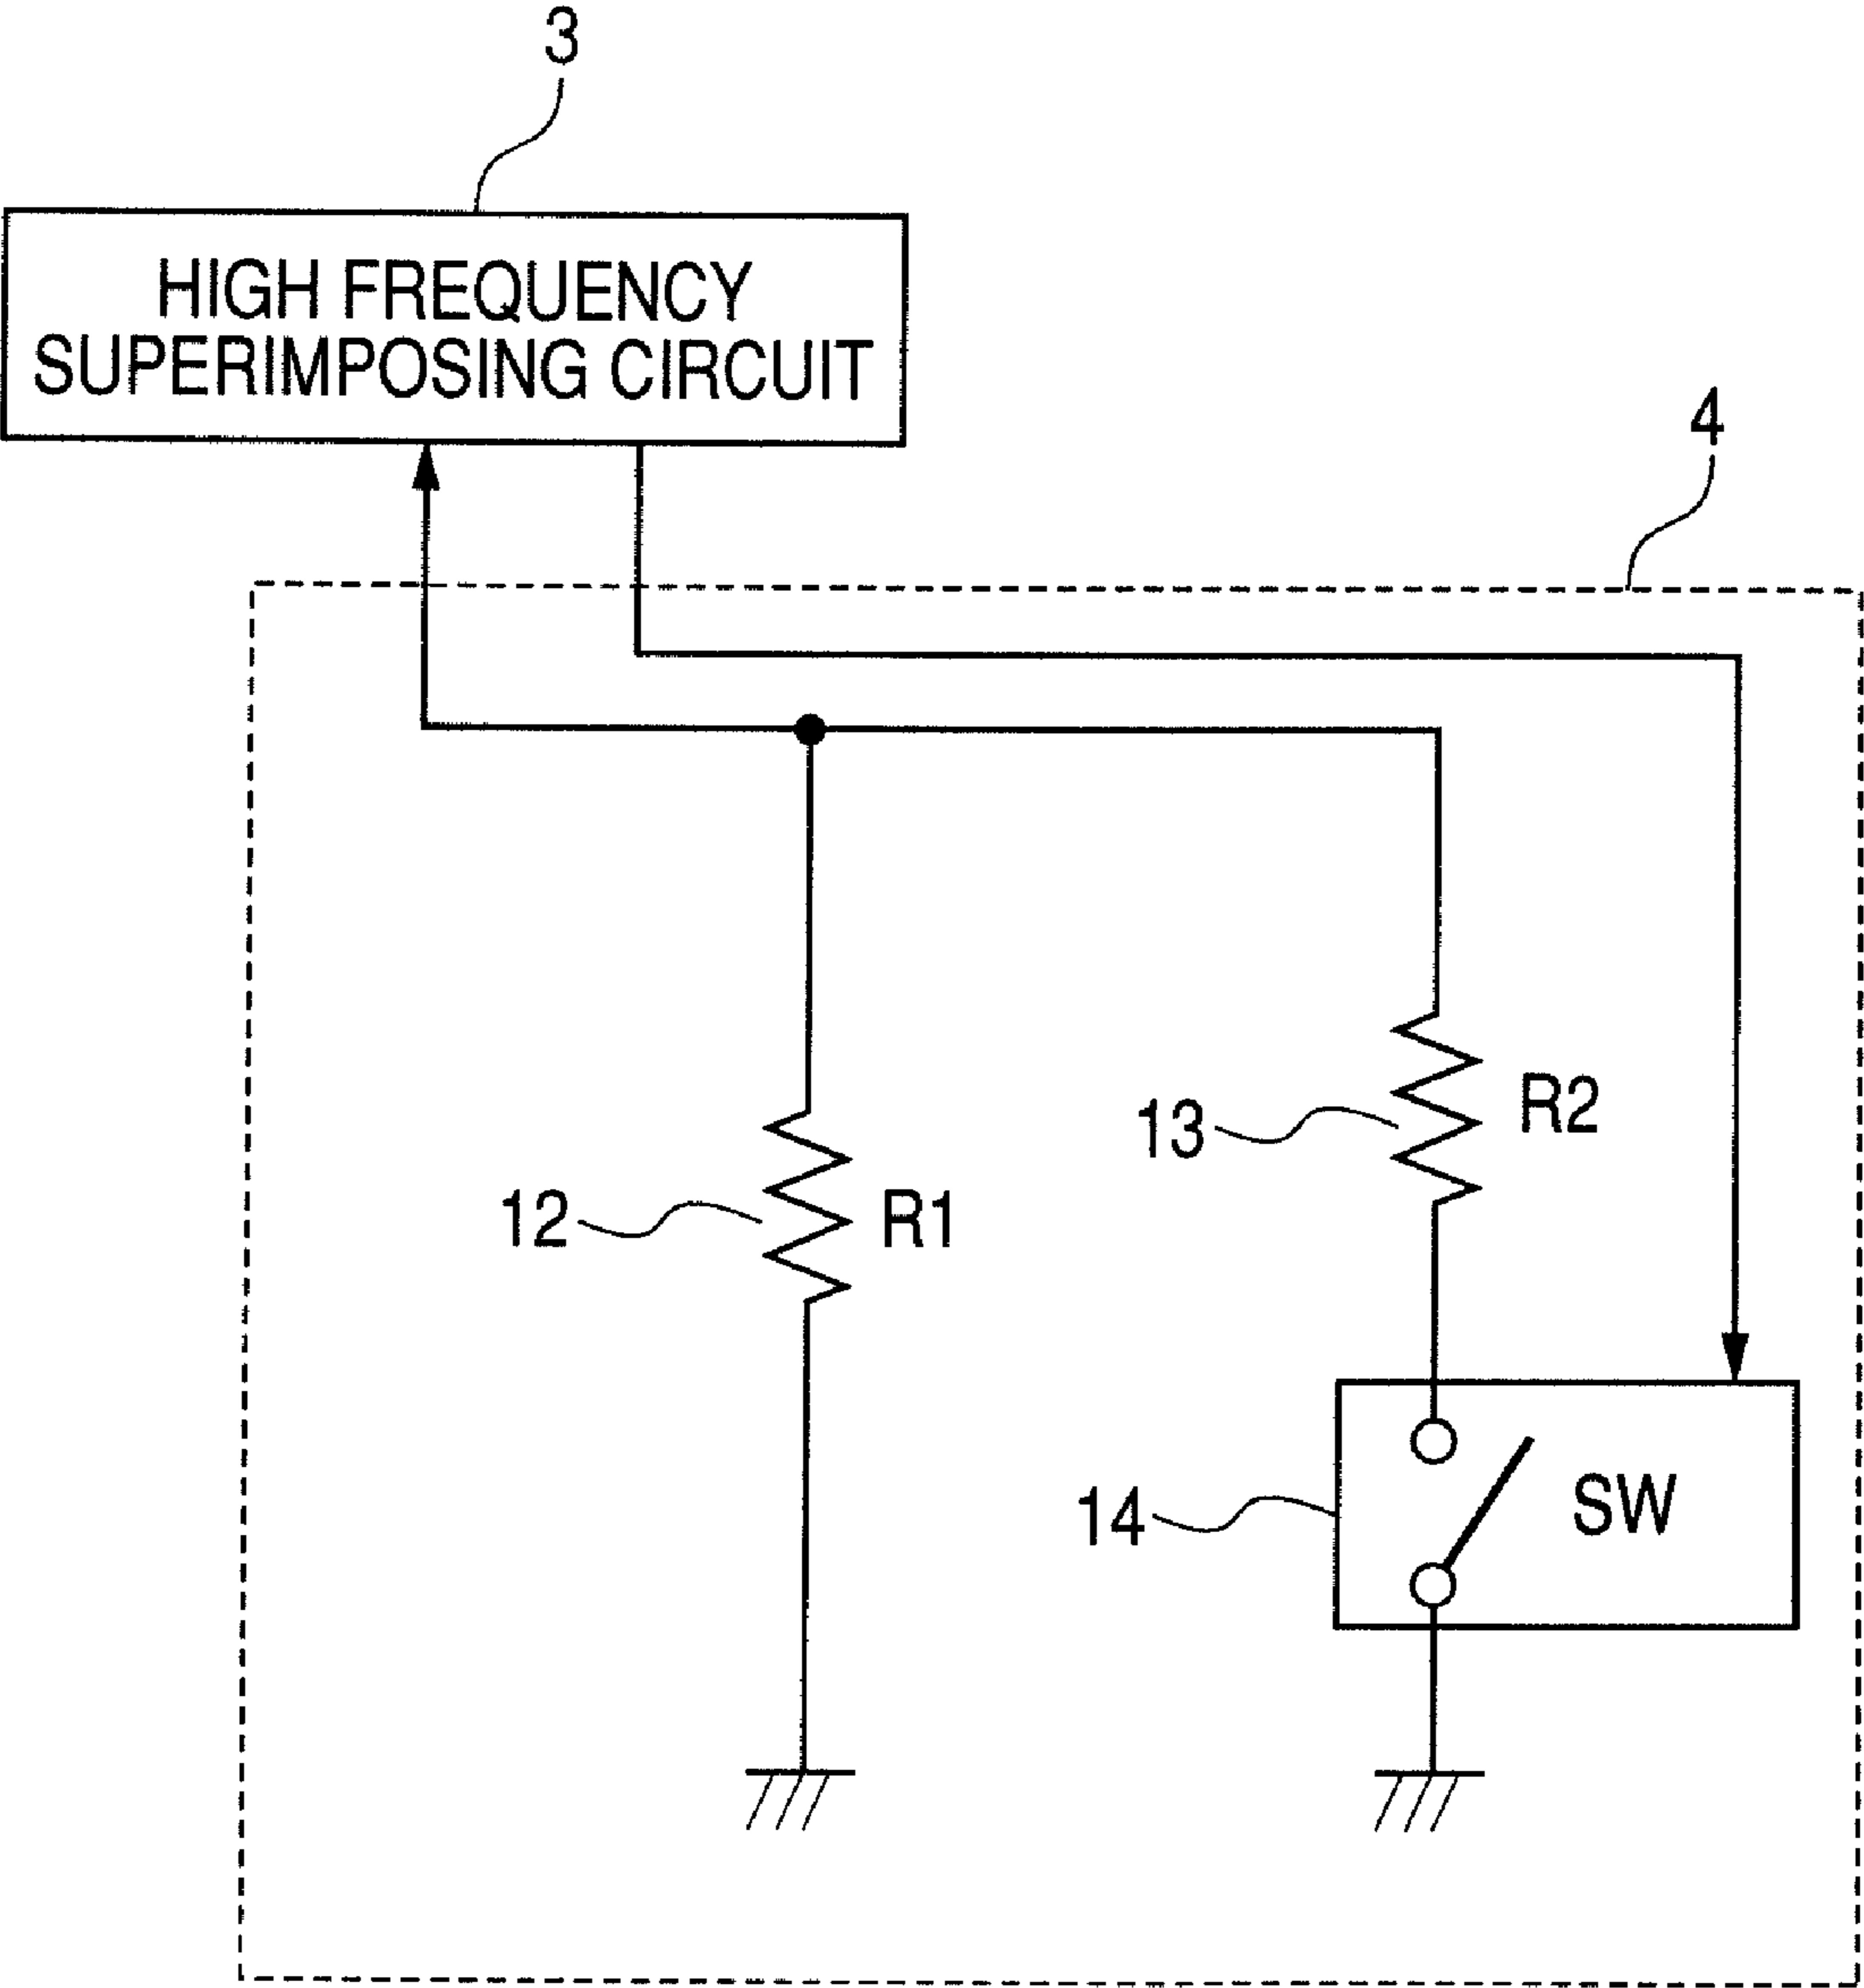 3
HIGH FREQUENCY
SUPERIMPOSING CIRCUIT
4
13
R2
12
R1
14
SW